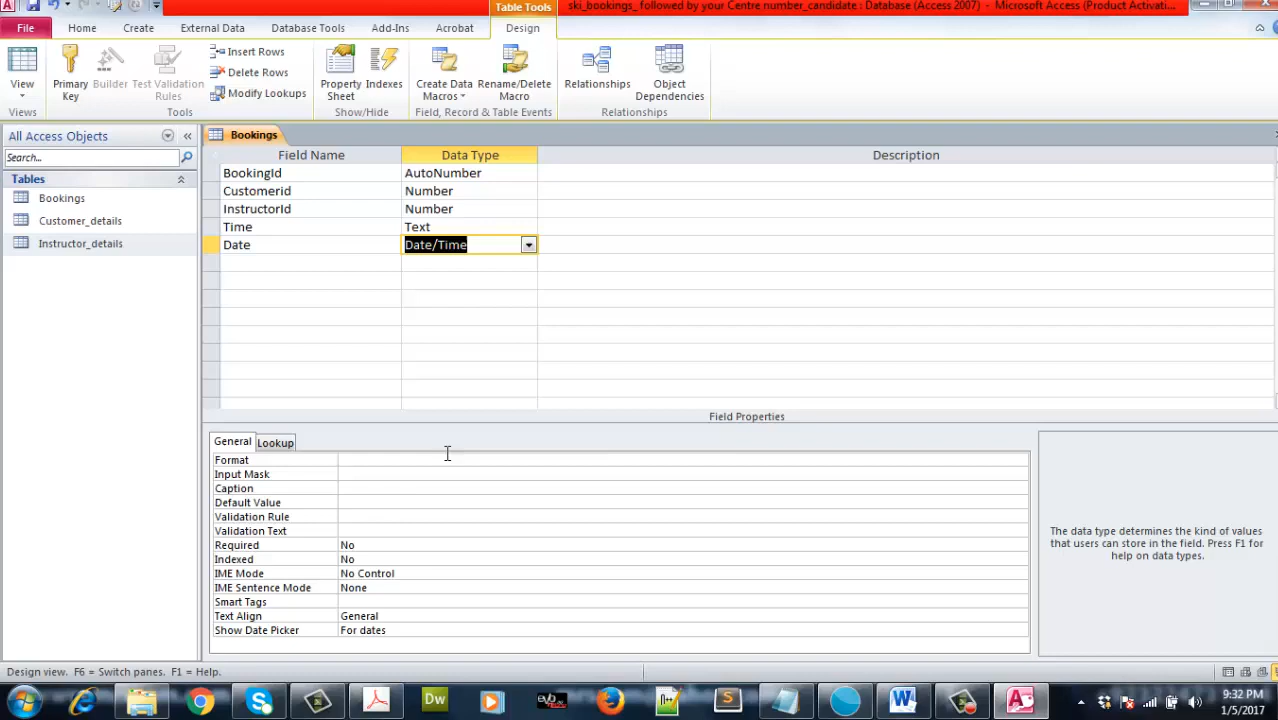 Table Tools
ski_bookings_ followed by your Centre number_candidate : Database (Access 2007) - Microsoft Access (Product Activati...
File Home Create External Data Database Tools Add-Ins Acrobat Design
View
Primary Key
Builder
Test Validation Rules
Insert Rows
Delete Rows
Modify Lookups
Property Sheet
Indexes
Create Data Macros
Rename/Delete Macro
Relationships
Object Dependencies
Views Tools Show/Hide Field, Record & Table Events Relationships
All Access Objects
Search...
Tables
Bookings
Customer_details
Instructor_details
Bookings
Field Name Data Type Description
BookingId AutoNumber
Customerid Number
InstructorId Number
Time Text
Date Date/Time
Field Properties
General Lookup
Format
Input Mask
Caption
Default Value
Validation Rule
Validation Text
Required No
Indexed No
IME Mode No Control
IME Sentence Mode None
Smart Tags
Text Align General
Show Date Picker For dates
The data type determines the kind of values
that users can store in the field. Press F1 for
help on data types.
Design view. F6 = Switch panes. F1 = Help.
9:32 PM
1/5/2017